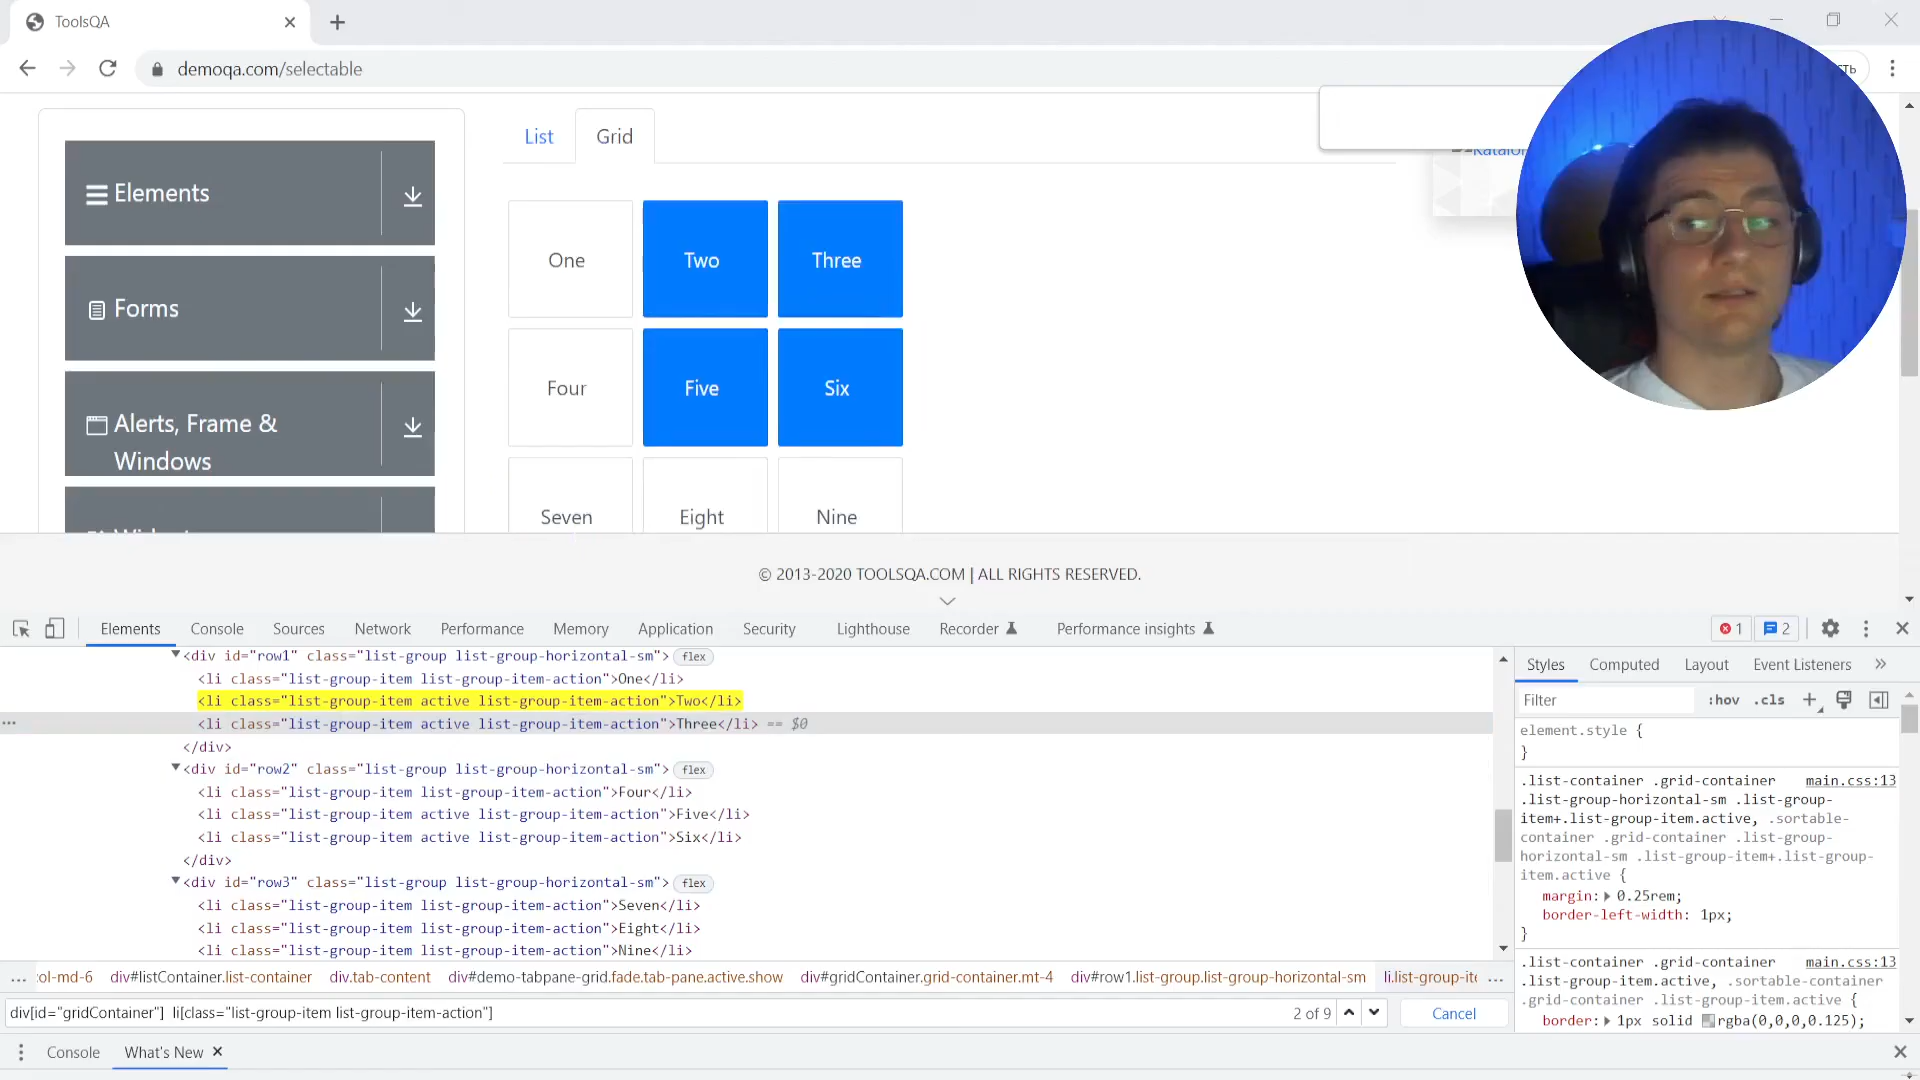 ToolsQA
demoqa.com/selectable
List
Grid
Elements
Forms
Alerts, Frame &
Windows
One
Two
Three
Four
Five
Six
Seven
Eight
Nine
© 2013-2020 TOOLSQA.COM | ALL RIGHTS RESERVED.
Elements Console Sources Network Performance Memory Application Security Lighthouse Recorder Performance insights 1 2
<div id="row1" class="list-group list-group-horizontal-sm"> flex
<li class="list-group-item list-group-item-action">One</li>
<li class="list-group-item active list-group-item-action">Two</li>
<li class="list-group-item active list-group-item-action">Three</li> == $0
</div>
<div id="row2" class="list-group list-group-horizontal-sm"> flex
<li class="list-group-item list-group-item-action">Four</li>
<li class="list-group-item active list-group-item-action">Five</li>
<li class="list-group-item active list-group-item-action">Six</li>
</div>
<div id="row3" class="list-group list-group-horizontal-sm"> flex
<li class="list-group-item list-group-item-action">Seven</li>
<li class="list-group-item list-group-item-action">Eight</li>
<li class="list-group-item list-group-item-action">Nine</li>
... ol-md-6 div#listContainer.list-container div.tab-content div#demo-tabpane-grid.fade.tab-pane.active.show div#gridContainer.grid-container.mt-4 div#row1.list-group.list-group-horizontal-sm li.list-group-ite ...
div[id="gridContainer"] li[class="list-group-item list-group-item-action"]
2 of 9
Cancel
Styles Computed Layout Event Listeners
Filter :hov .cls
element.style {
}
.list-container .grid-container main.css:13
.list-group-horizontal-sm .list-group-
item+.list-group-item.active, .sortable-
container .grid-container .list-group-
horizontal-sm .list-group-item+.list-group-
item.active {
margin: 0.25rem;
border-left-width: 1px;
}
.list-container .grid-container main.css:13
.list-group-item.active, .sortable-container
.grid-container .list-group-item.active {
border: 1px solid rgba(0,0,0,0.125);
Console What's New